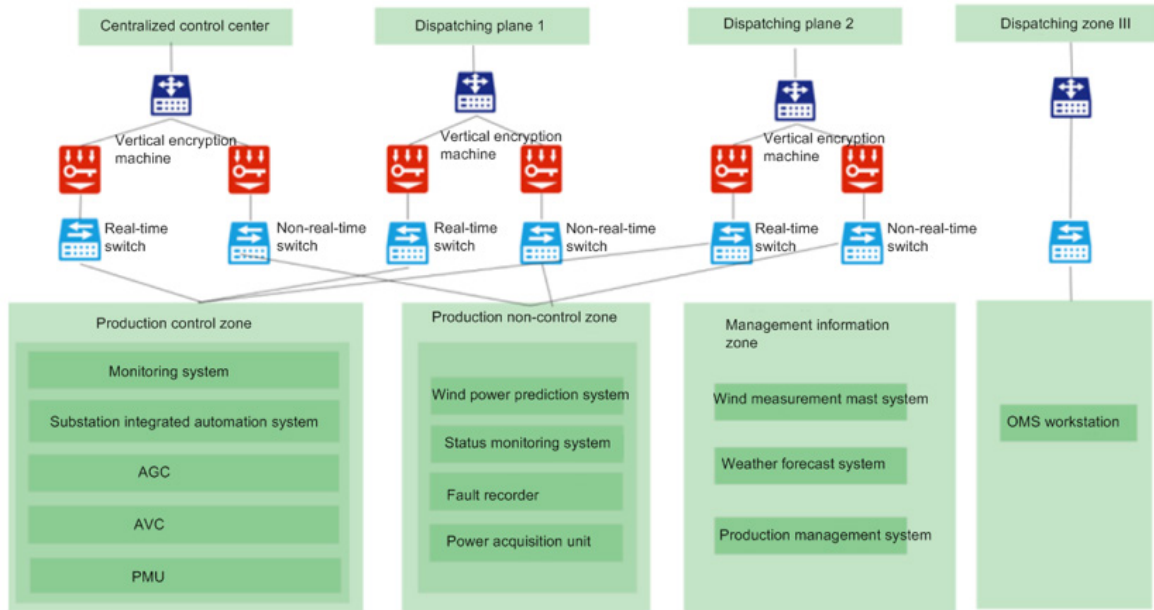 Centralized control center
Dispatching plane 1
Dispatching plane 2
Dispatching zone III
Vertical encryption
machine
Vertical encryption
machine
Vertical encryption
machine
Real-time
switch
Non-real-time
switch
Real-time
switch
Non-real-time
switch
Real-time
switch
Non-real-time
switch
Production control zone
Monitoring system
Substation integrated automation system
AGC
AVC
PMU
Production non-control zone
Wind power prediction system
Status monitoring system
Fault recorder
Power acquisition unit
Management information
zone
Wind measurement mast system
Weather forecast system
Production management system
OMS workstation